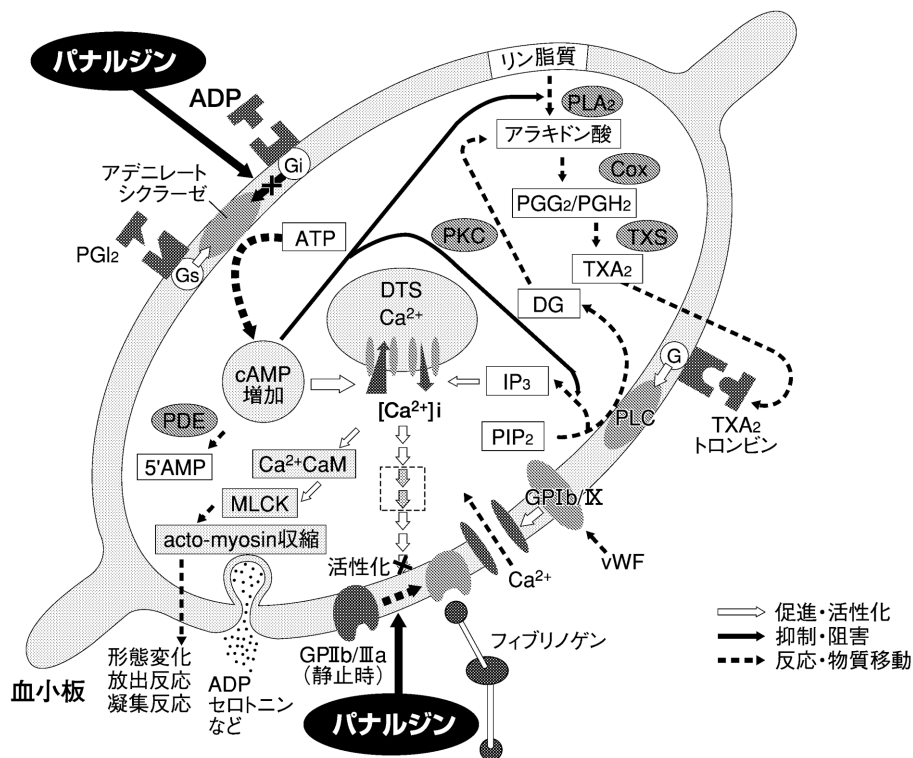 パナルジン
ADP
リン脂質
PLA2
アラキドン酸
Cox
PGG2/PGH2
TXS
TXA2
アデニレート
シクラーゼ
Gi
PGI2
Gs
ATP
PKC
DTS
Ca2+
DG
cAMP
増加
IP3
[Ca2+]i
G
PLC
TXA2
トロンビン
PDE
PIP2
5'AMP
Ca2+CaM
MLCK
acto-myosin収縮
GPⅠb/Ⅸ
vWF
Ca2+
活性化
GPⅡb/Ⅲa
（静止時）
フィブリノゲン
形態変化
放出反応
凝集反応
ADP
セロトニン
など
血小板
パナルジン
促進・活性化
抑制・阻害
反応・物質移動